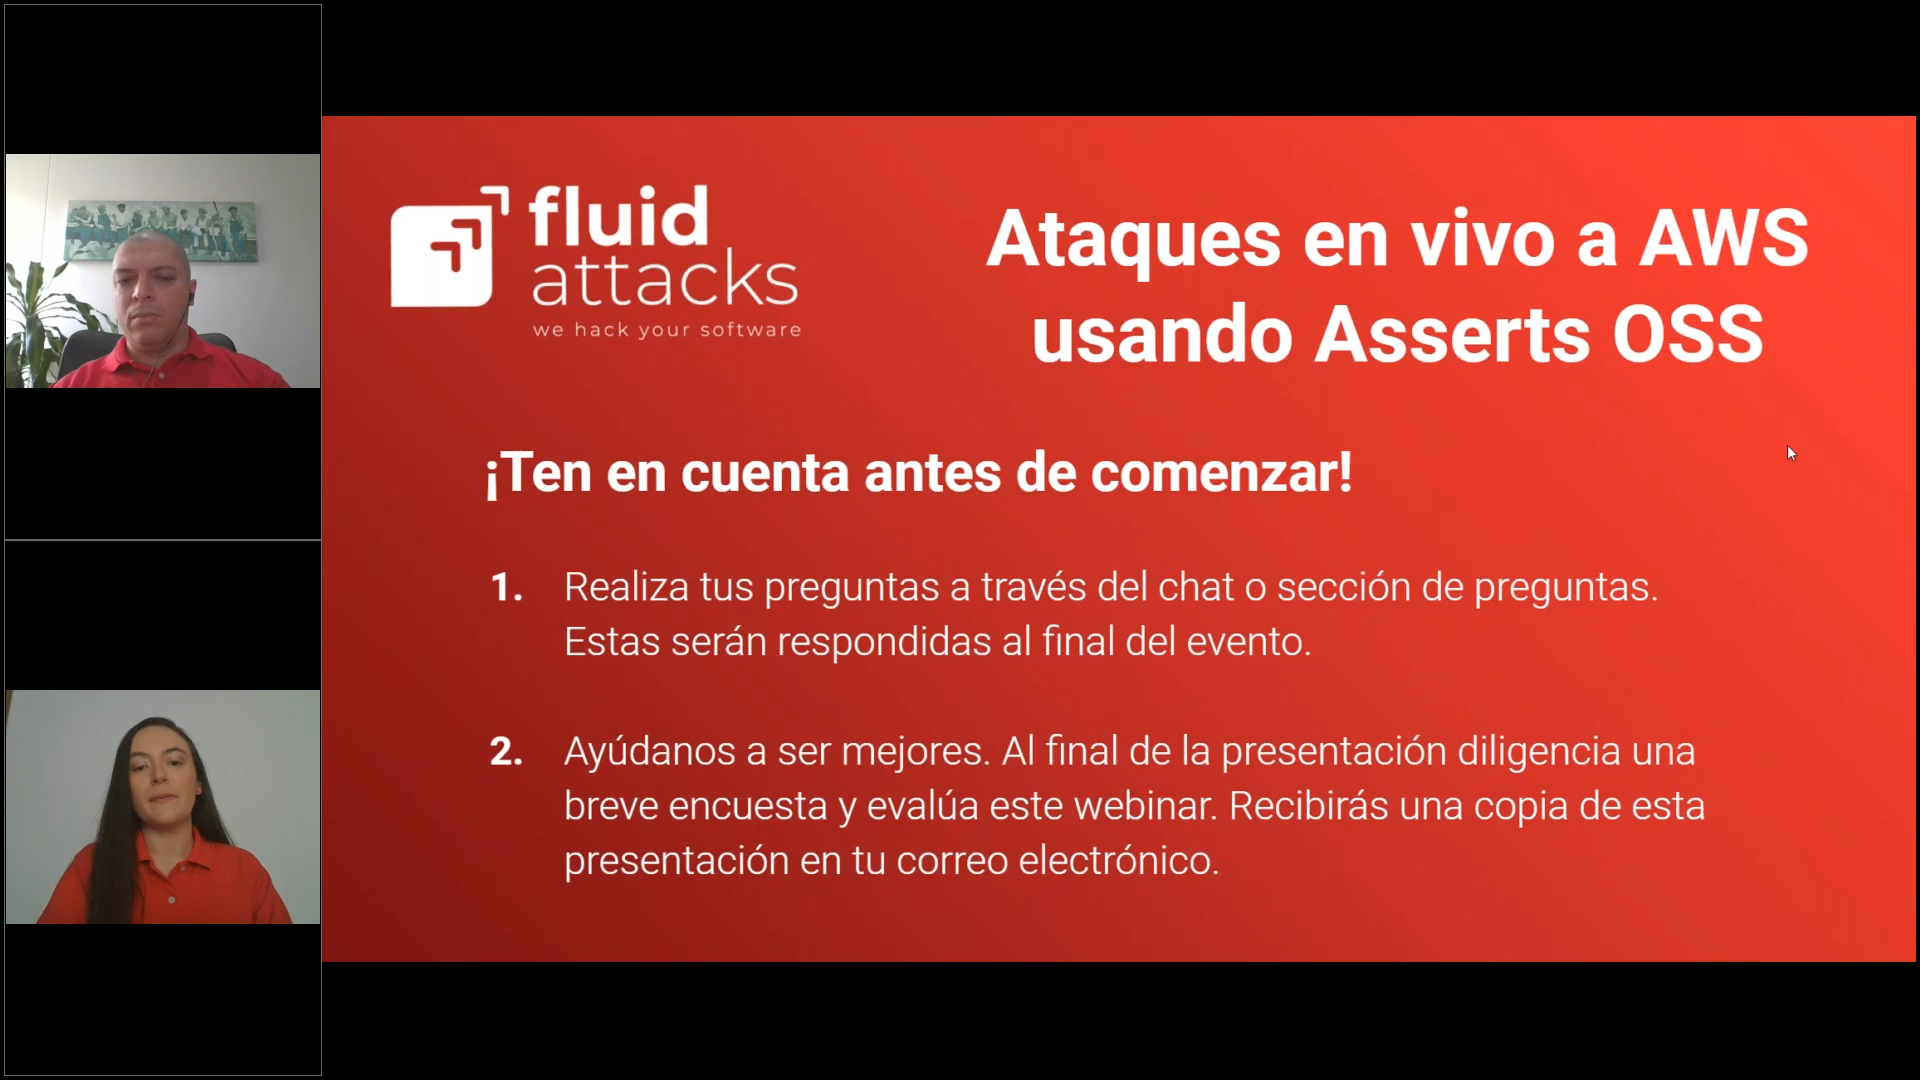 fluid
attacks
we hack your software
Ataques en vivo a AWS
usando Asserts OSS
¡Ten en cuenta antes de comenzar!
1. Realiza tus preguntas a través del chat o sección de preguntas.
Estas serán respondidas al final del evento.
2. Ayúdanos a ser mejores. Al final de la presentación diligencia una
breve encuesta y evalúa este webinar. Recibirás una copia de esta
presentación en tu correo electrónico.